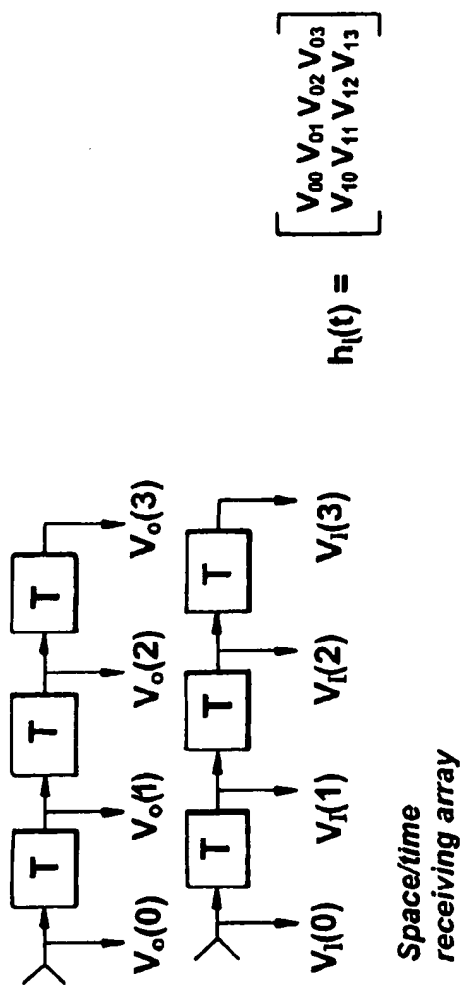 T T T
V₀(0) V₀(1) V₀(2) V₀(3)
T T T
V_I(0) V_I(1) V_I(2) V_I(3)
Space/time
receiving array
h_l(t) =
V₀₀ V₀₁ V₀₂ V₀₃
V₁₀ V₁₁ V₁₂ V₁₃